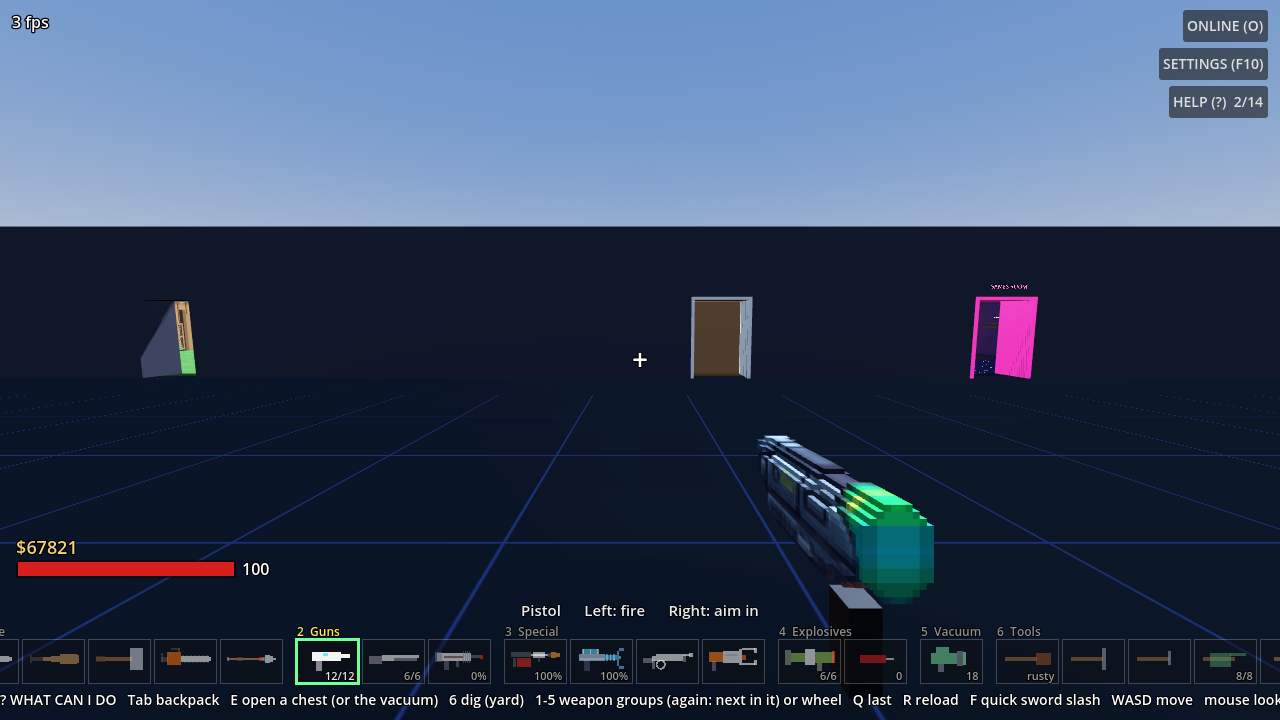 3 fps
ONLINE (O)
SETTINGS (F10)
HELP (?) 2/14
GAMES ROOM
$67821
100
Pistol Left: fire Right: aim in
e 2 Guns 3 Special 4 Explosives 5 Vacuum 6 Tools
12/12 6/6 0% 100% 100% 6/6 0 18 rusty 8/8
? WHAT CAN I DO Tab backpack E open a chest (or the vacuum) 6 dig (yard) 1-5 weapon groups (again: next in it) or wheel Q last R reload F quick sword slash WASD move mouse look